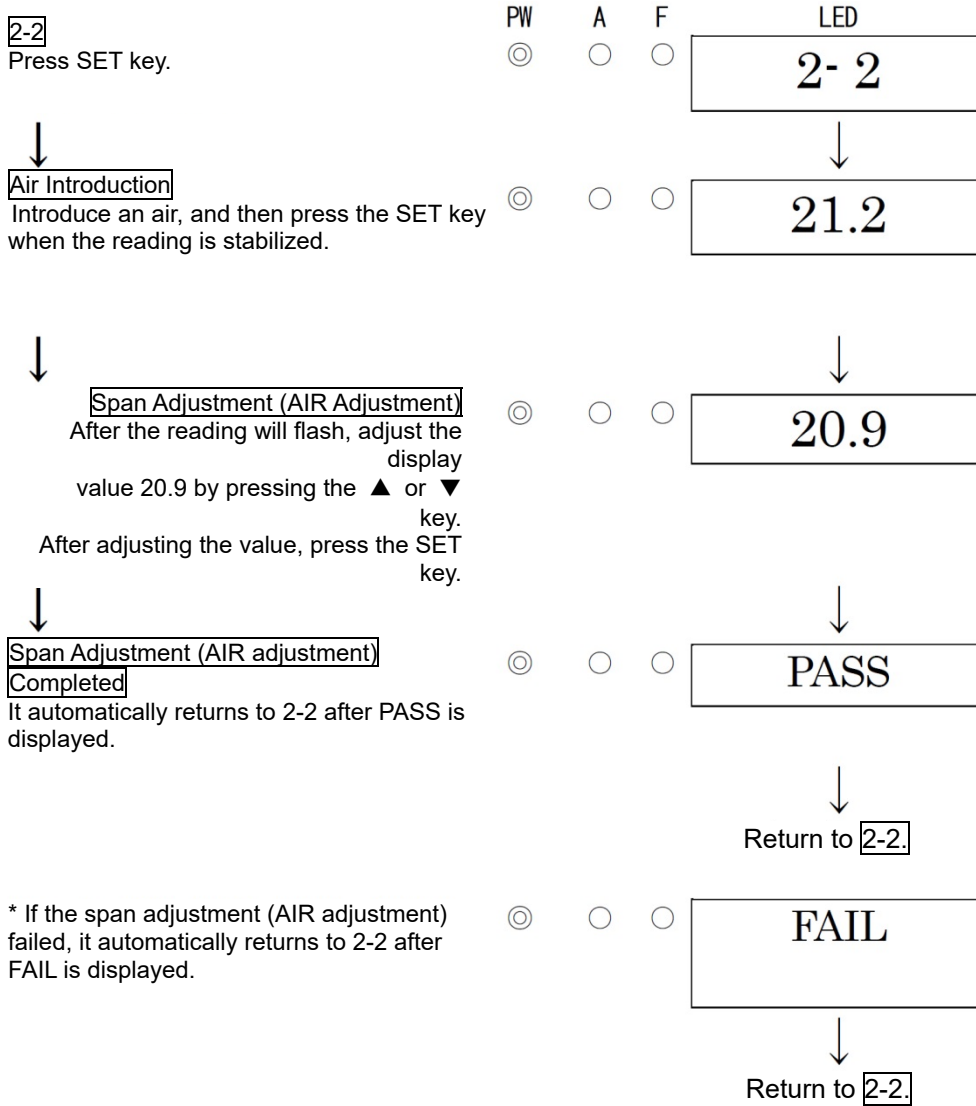 PW A F LED
2-2
Press SET key.
2- 2
↓ ↓
Air Introduction
Introduce an air, and then press the SET key
when the reading is stabilized.
21.2
↓ ↓
Span Adjustment (AIR Adjustment)
After the reading will flash, adjust the
display
value 20.9 by pressing the ▲ or ▼
key.
After adjusting the value, press the SET
key.
20.9
↓ ↓
Span Adjustment (AIR adjustment)
Completed
It automatically returns to 2-2 after PASS is
displayed.
PASS
↓
Return to 2-2.
* If the span adjustment (AIR adjustment)
failed, it automatically returns to 2-2 after
FAIL is displayed.
FAIL
↓
Return to 2-2.